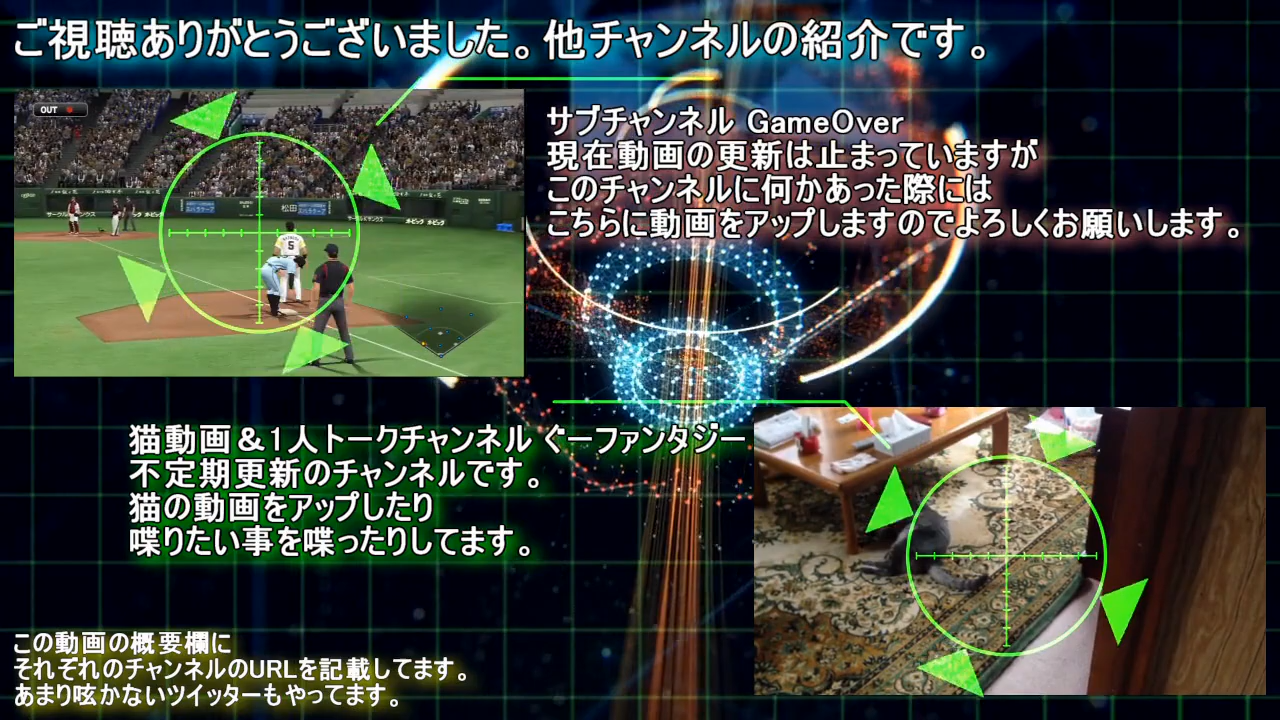 ご視聴ありがとうございました。他チャンネルの紹介です。
OUT
サブチャンネル GameOver
現在動画の更新は止まっていますが
このチャンネルに何かあった際には
こちらに動画をアップしますのでよろしくお願いします。
松田
5
猫動画＆1人トークチャンネル ぐーファンタジー
不定期更新のチャンネルです。
猫の動画をアップしたり
喋りたい事を喋ったりしてます。
この動画の概要欄に
それぞれのチャンネルのURLを記載してます。
あまり呟かないツイッターもやってます。